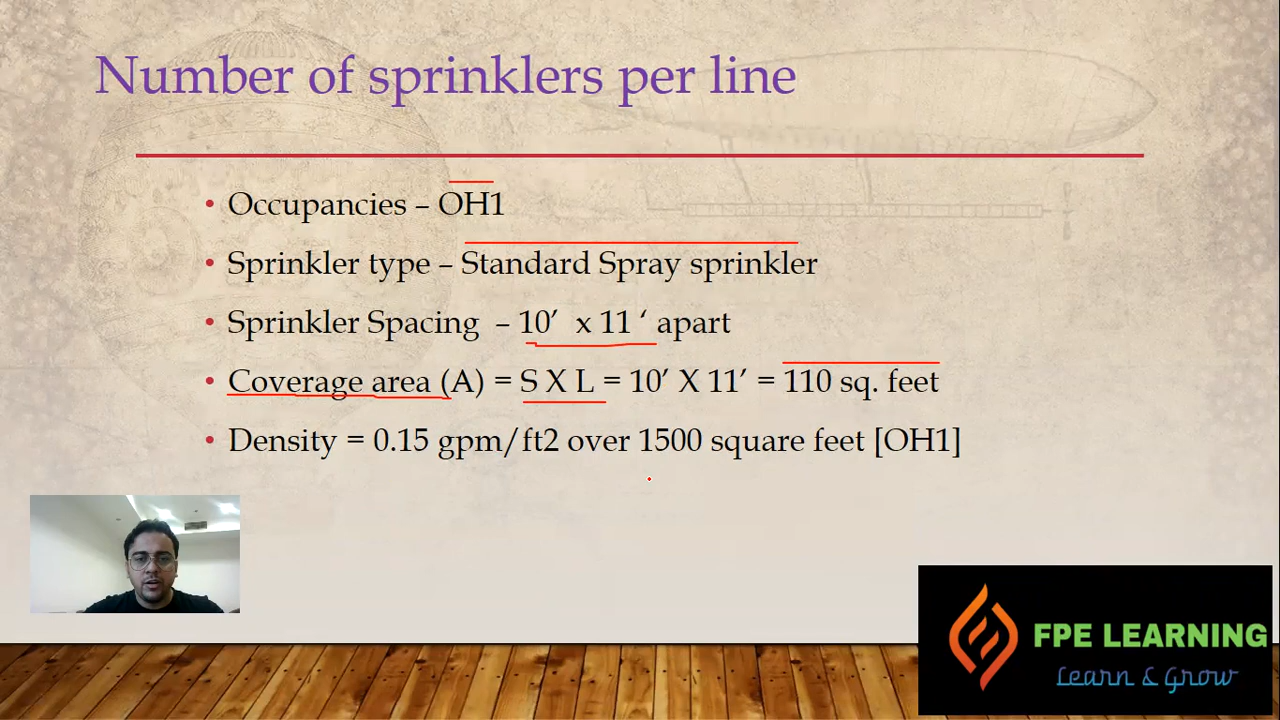 Number of sprinklers per line
• Occupancies – OH1
• Sprinkler type – Standard Spray sprinkler
• Sprinkler Spacing – 10’ x 11 ‘ apart
• Coverage area (A) = S X L = 10’ X 11’ = 110 sq. feet
• Density = 0.15 gpm/ft2 over 1500 square feet [OH1]
FPE LEARNING
Learn & Grow